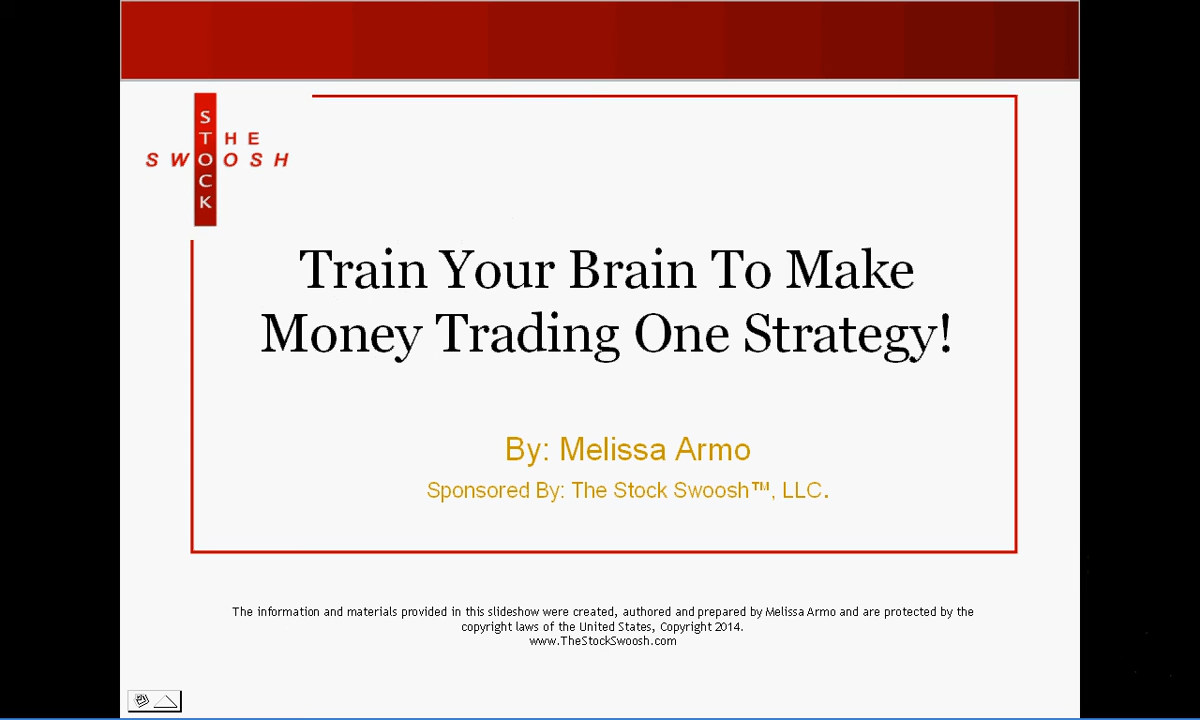 THE
STOCK
SWOOSH
Train Your Brain To Make
Money Trading One Strategy!
By: Melissa Armo
Sponsored By: The Stock Swoosh™, LLC.
The information and materials provided in this slideshow were created, authored and prepared by Melissa Armo and are protected by the
copyright laws of the United States, Copyright 2014.
www.TheStockSwoosh.com